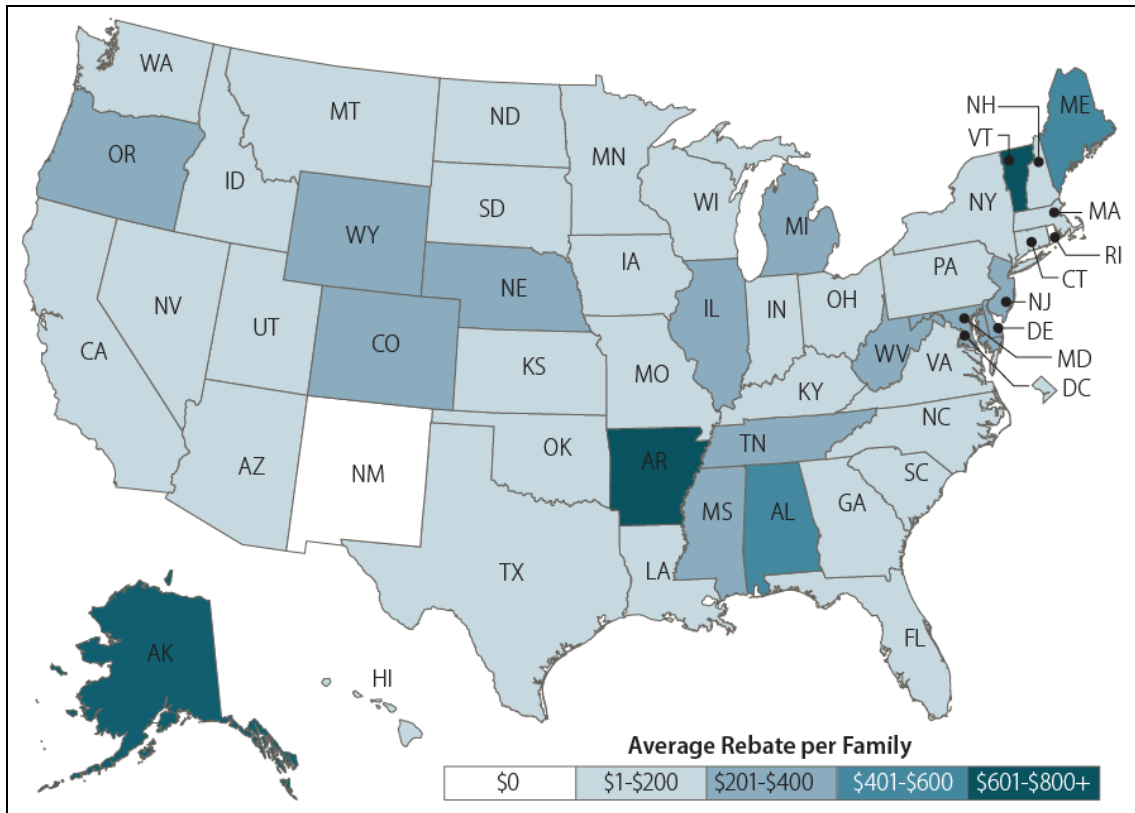 WA
MT
ND
MN
NH
ME
VT
OR
ID
SD
WI
NY
MA
WY
MI
RI
IA
PA
CT
NE
NV
UT
IL
IN
OH
NJ
CA
CO
DE
WV
MD
KS
MO
VA
KY
DC
NC
TN
OK
AR
AZ
NM
SC
MS
AL
GA
TX
LA
FL
AK
HI
Average Rebate per Family
$0 $1-$200 $201-$400 $401-$600 $601-$800+